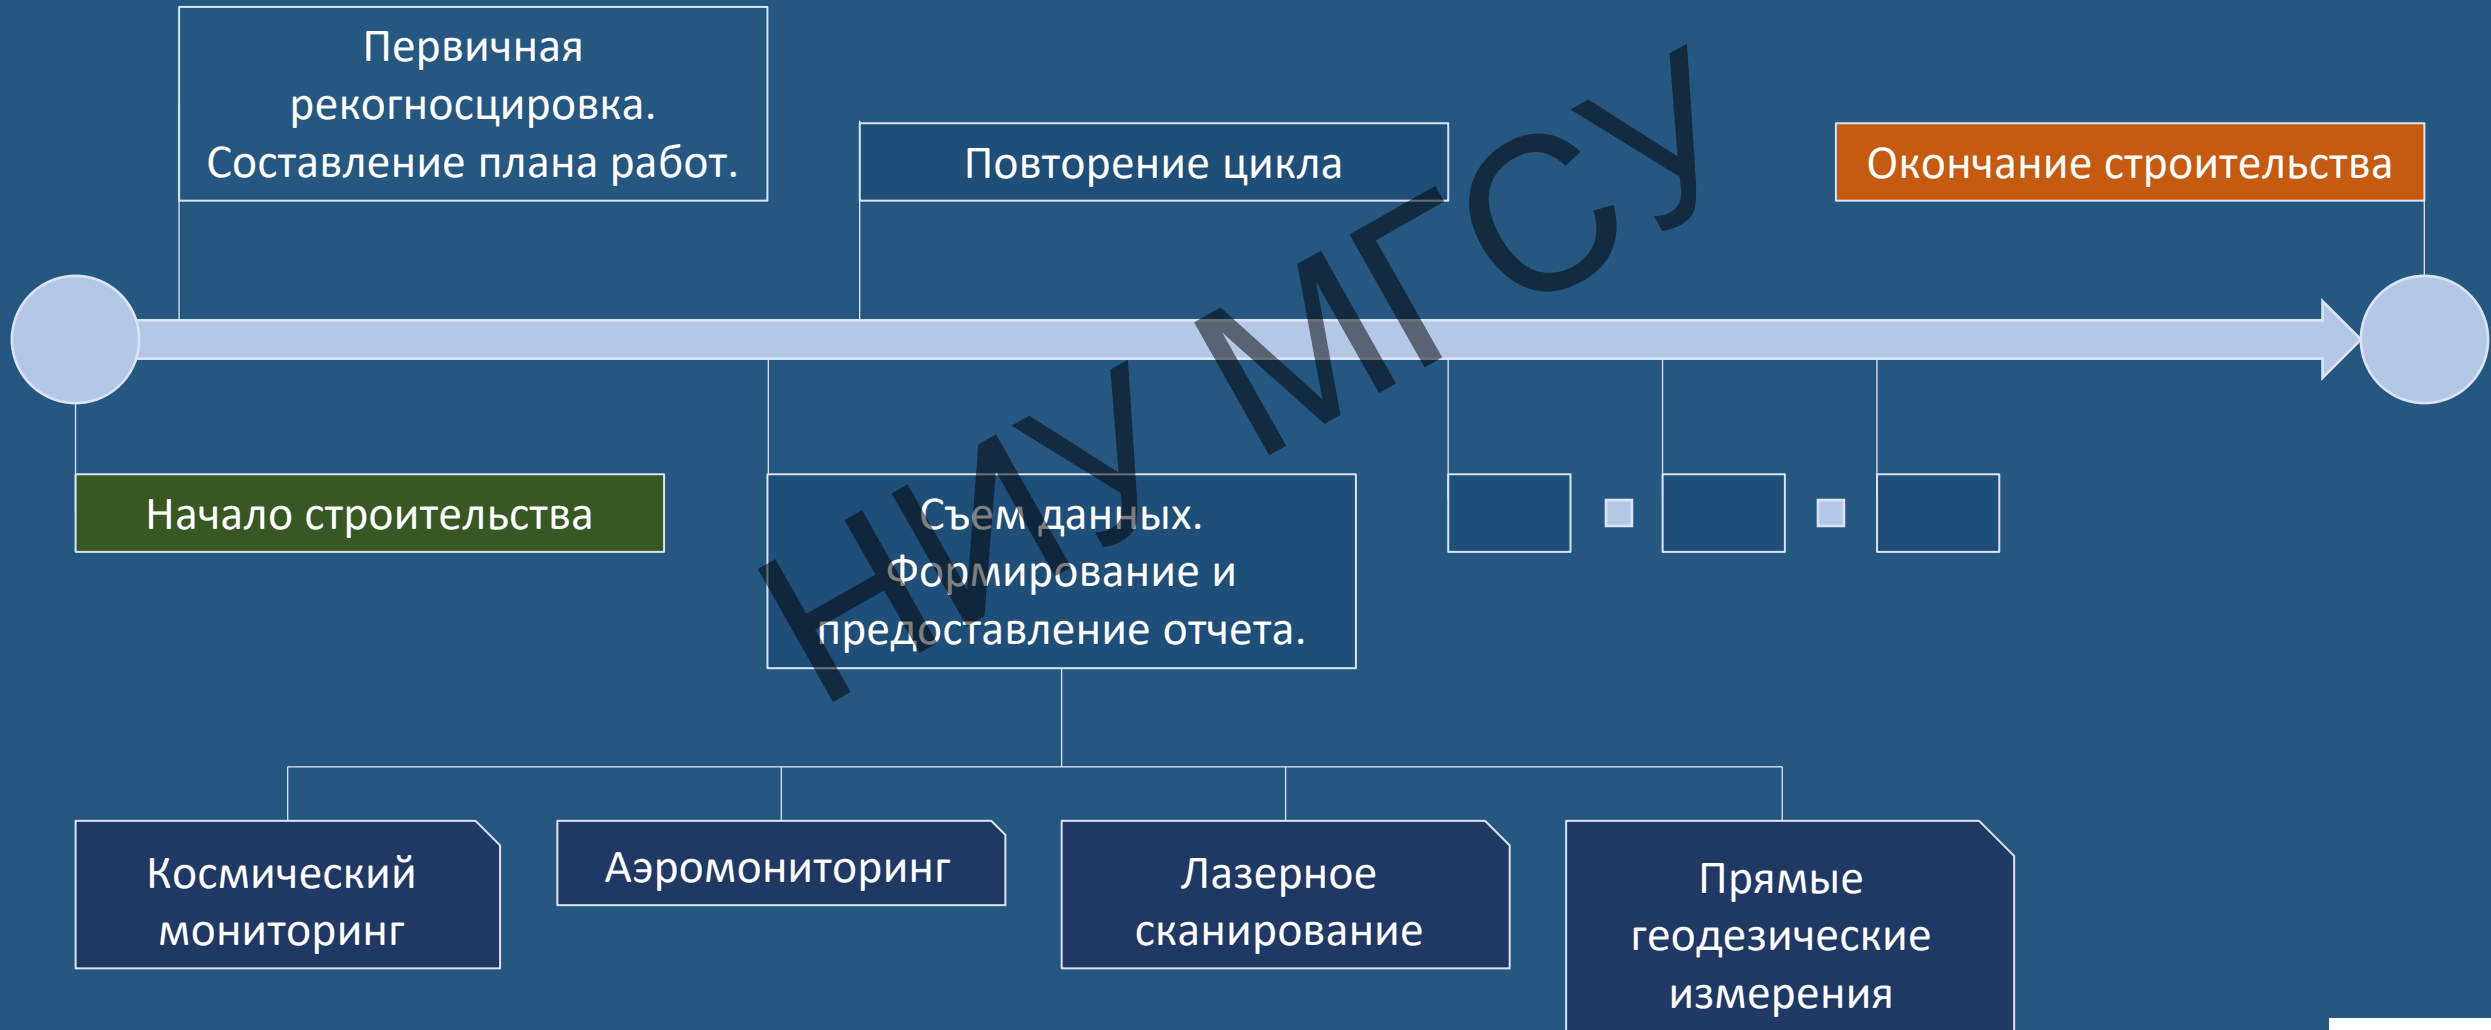 Первичная
рекогносцировка.
Составление плана работ.
Повторение цикла
Окончание строительства
НИУ МГСУ
Начало строительства
Съем данных.
Формирование и
предоставление отчета.
Космический
мониторинг
Аэромониторинг
Лазерное
сканирование
Прямые
геодезические
измерения